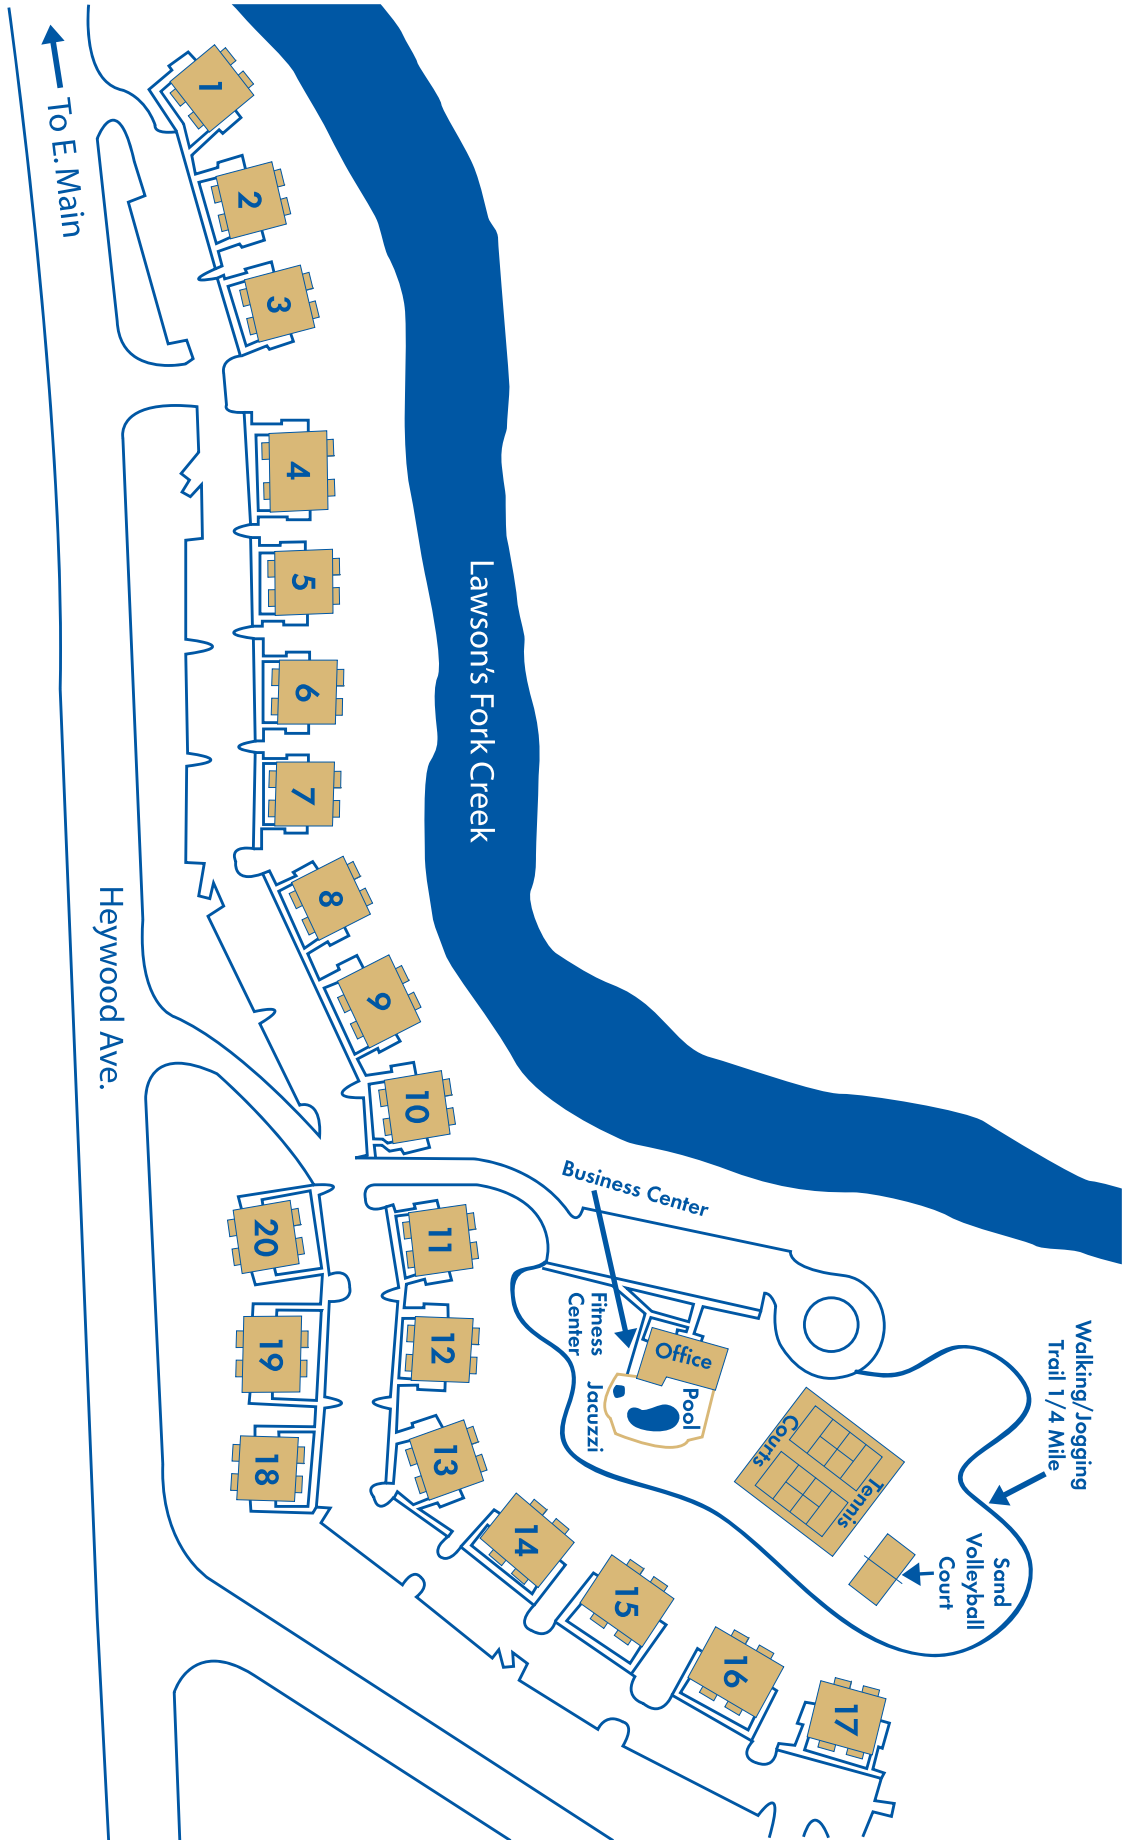 To E. Main
1
2
3
4
5
6
7
8
9
10
Lawson's Fork Creek
Heywood Ave.
Business Center
Fitness
Center
Office
Pool
Jacuzzi
Tennis
Courts
Walking/Jogging
Trail 1/4 Mile
Sand
Volleyball
Court
11
12
13
14
15
16
17
18
19
20